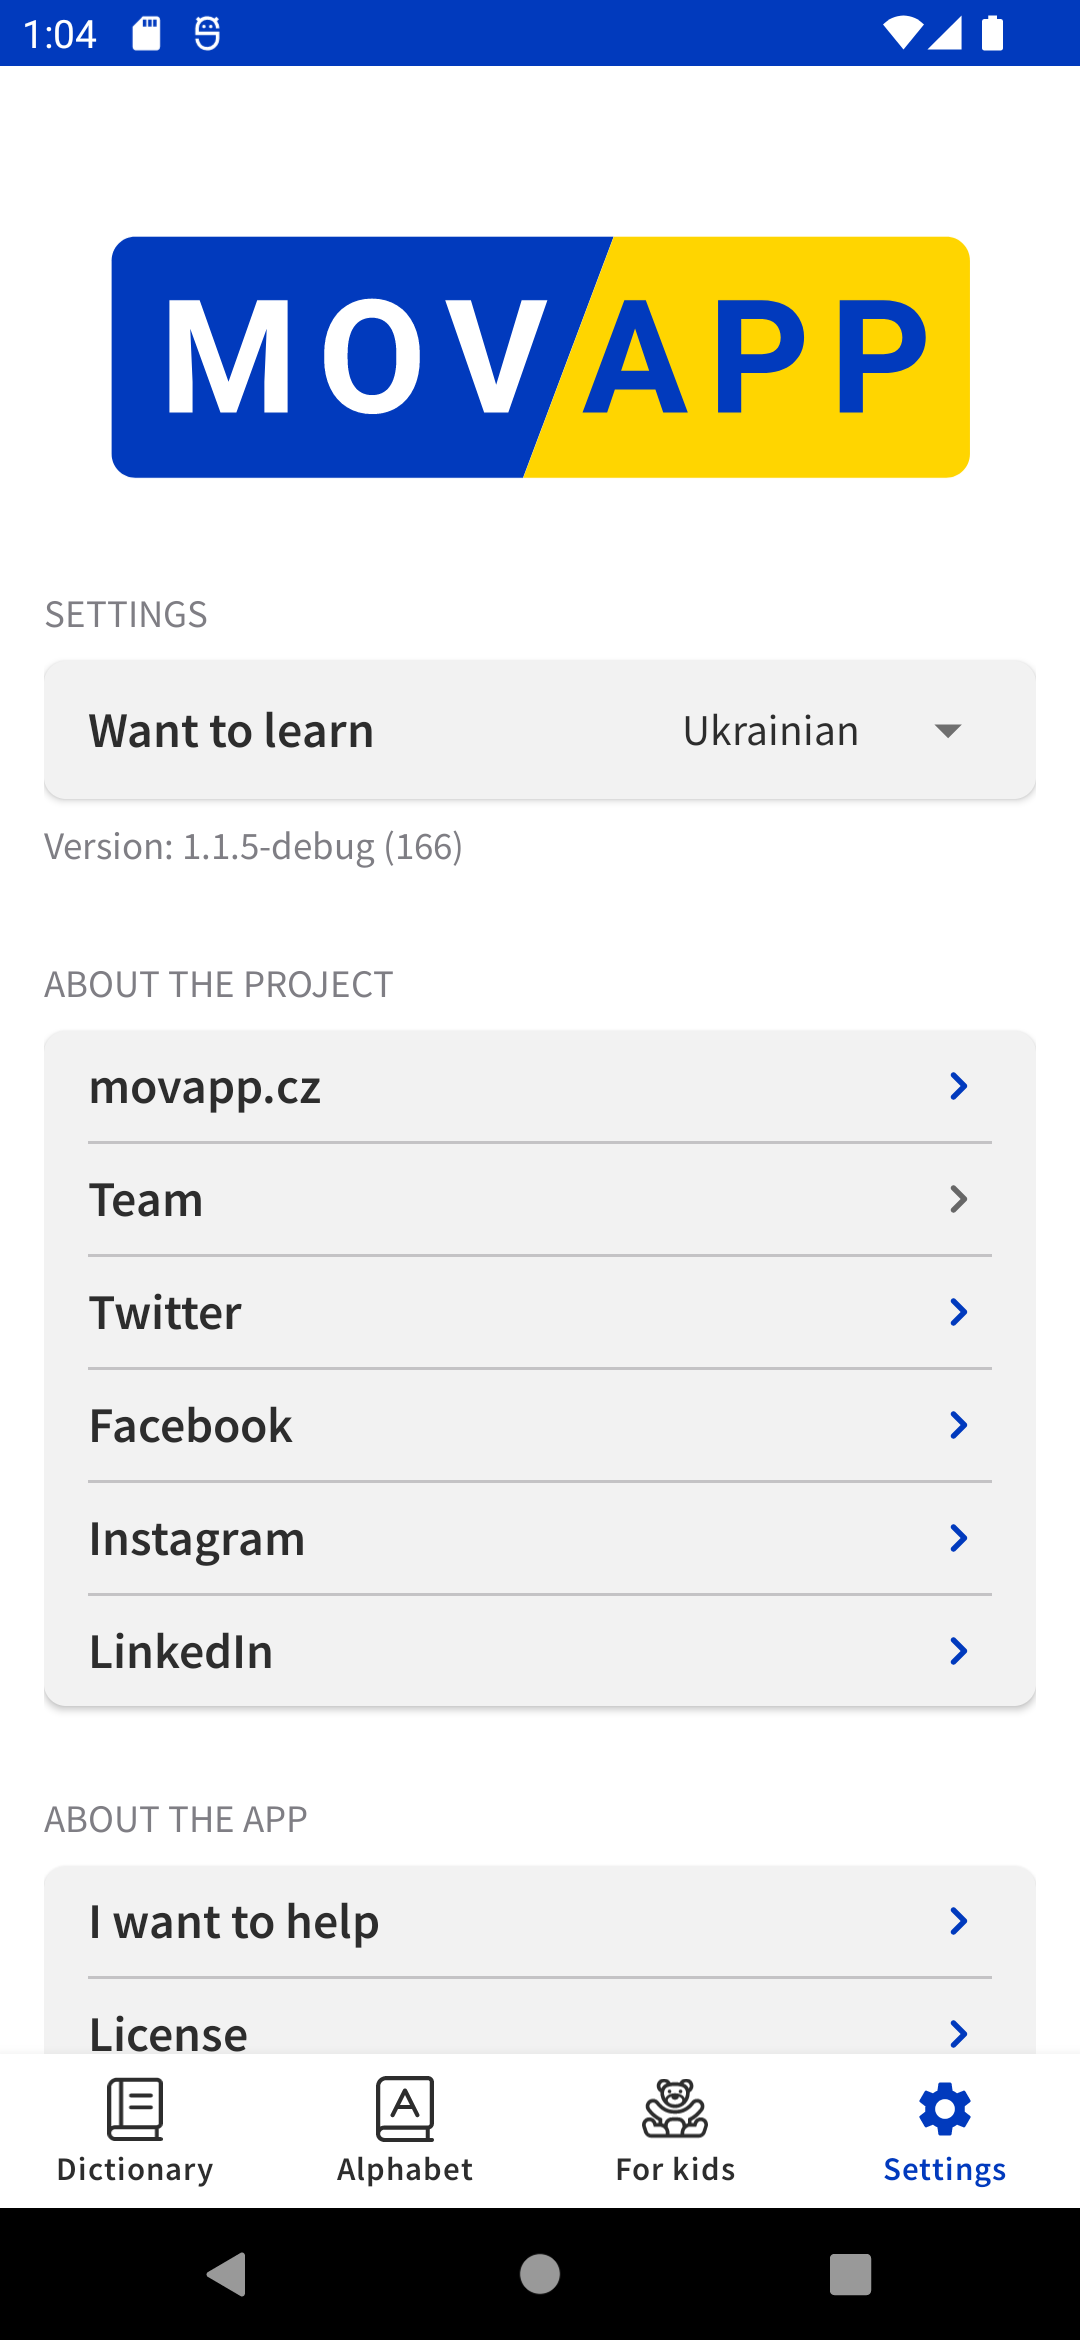 1:04
MOVAPP
SETTINGS
Want to learn Ukrainian
Version: 1.1.5-debug (166)
ABOUT THE PROJECT
movapp.cz
Team
Twitter
Facebook
Instagram
LinkedIn
ABOUT THE APP
I want to help
License
Dictionary Alphabet For kids Settings